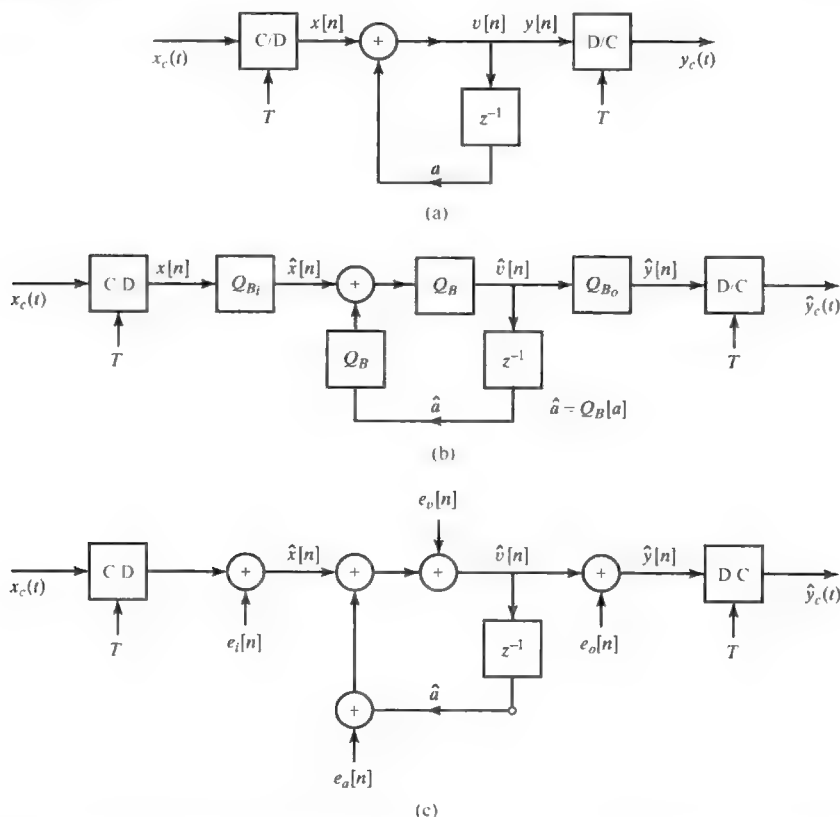 x[n] v[n] y[n]
C/D + D/C
x_c(t) y_c(t)
T z⁻¹ T
a
(a)
x[n] x̂[n] v̂[n] ŷ[n]
C D Q_{B_i} + Q_B Q_{B_o} D/C
x_c(t) ŷ_c(t)
T Q_B z⁻¹ T
â â = Q_B[a]
(b)
e_v[n]
x̂[n] v̂[n] ŷ[n]
C D + + + + D C
x_c(t) ŷ_c(t)
T e_i[n] z⁻¹ e_o[n] T
â
+
e_a[n]
(c)